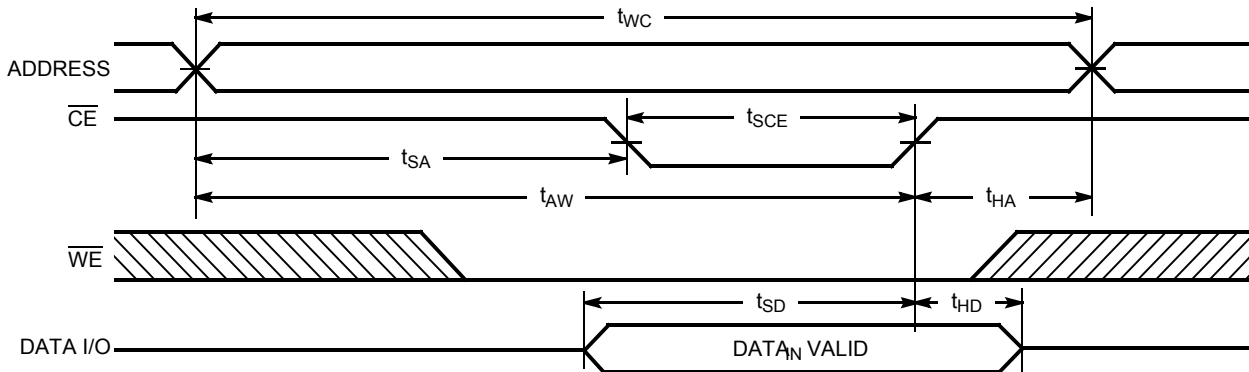 tWC
ADDRESS
CE
tSCE
tSA
tAW
tHA
WE
tSD
tHD
DATA I/O
DATAIN VALID